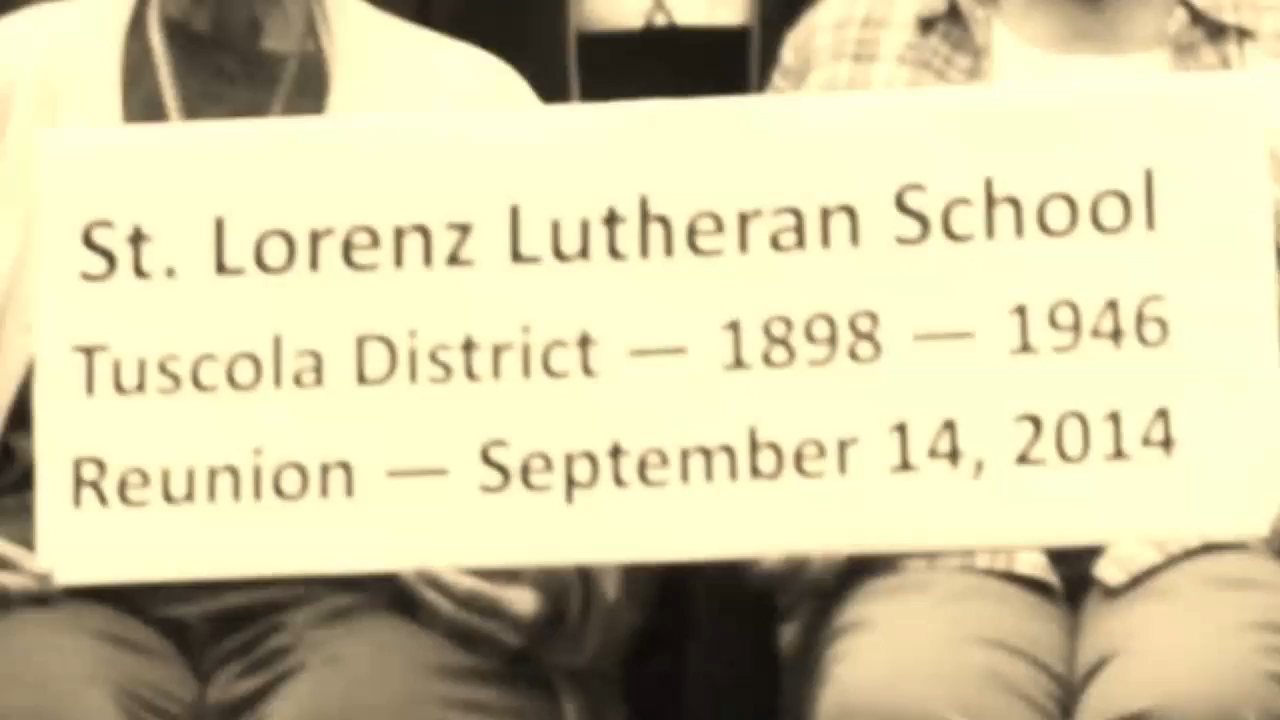 St. Lorenz Lutheran School
Tuscola District — 1898 — 1946
Reunion — September 14, 2014